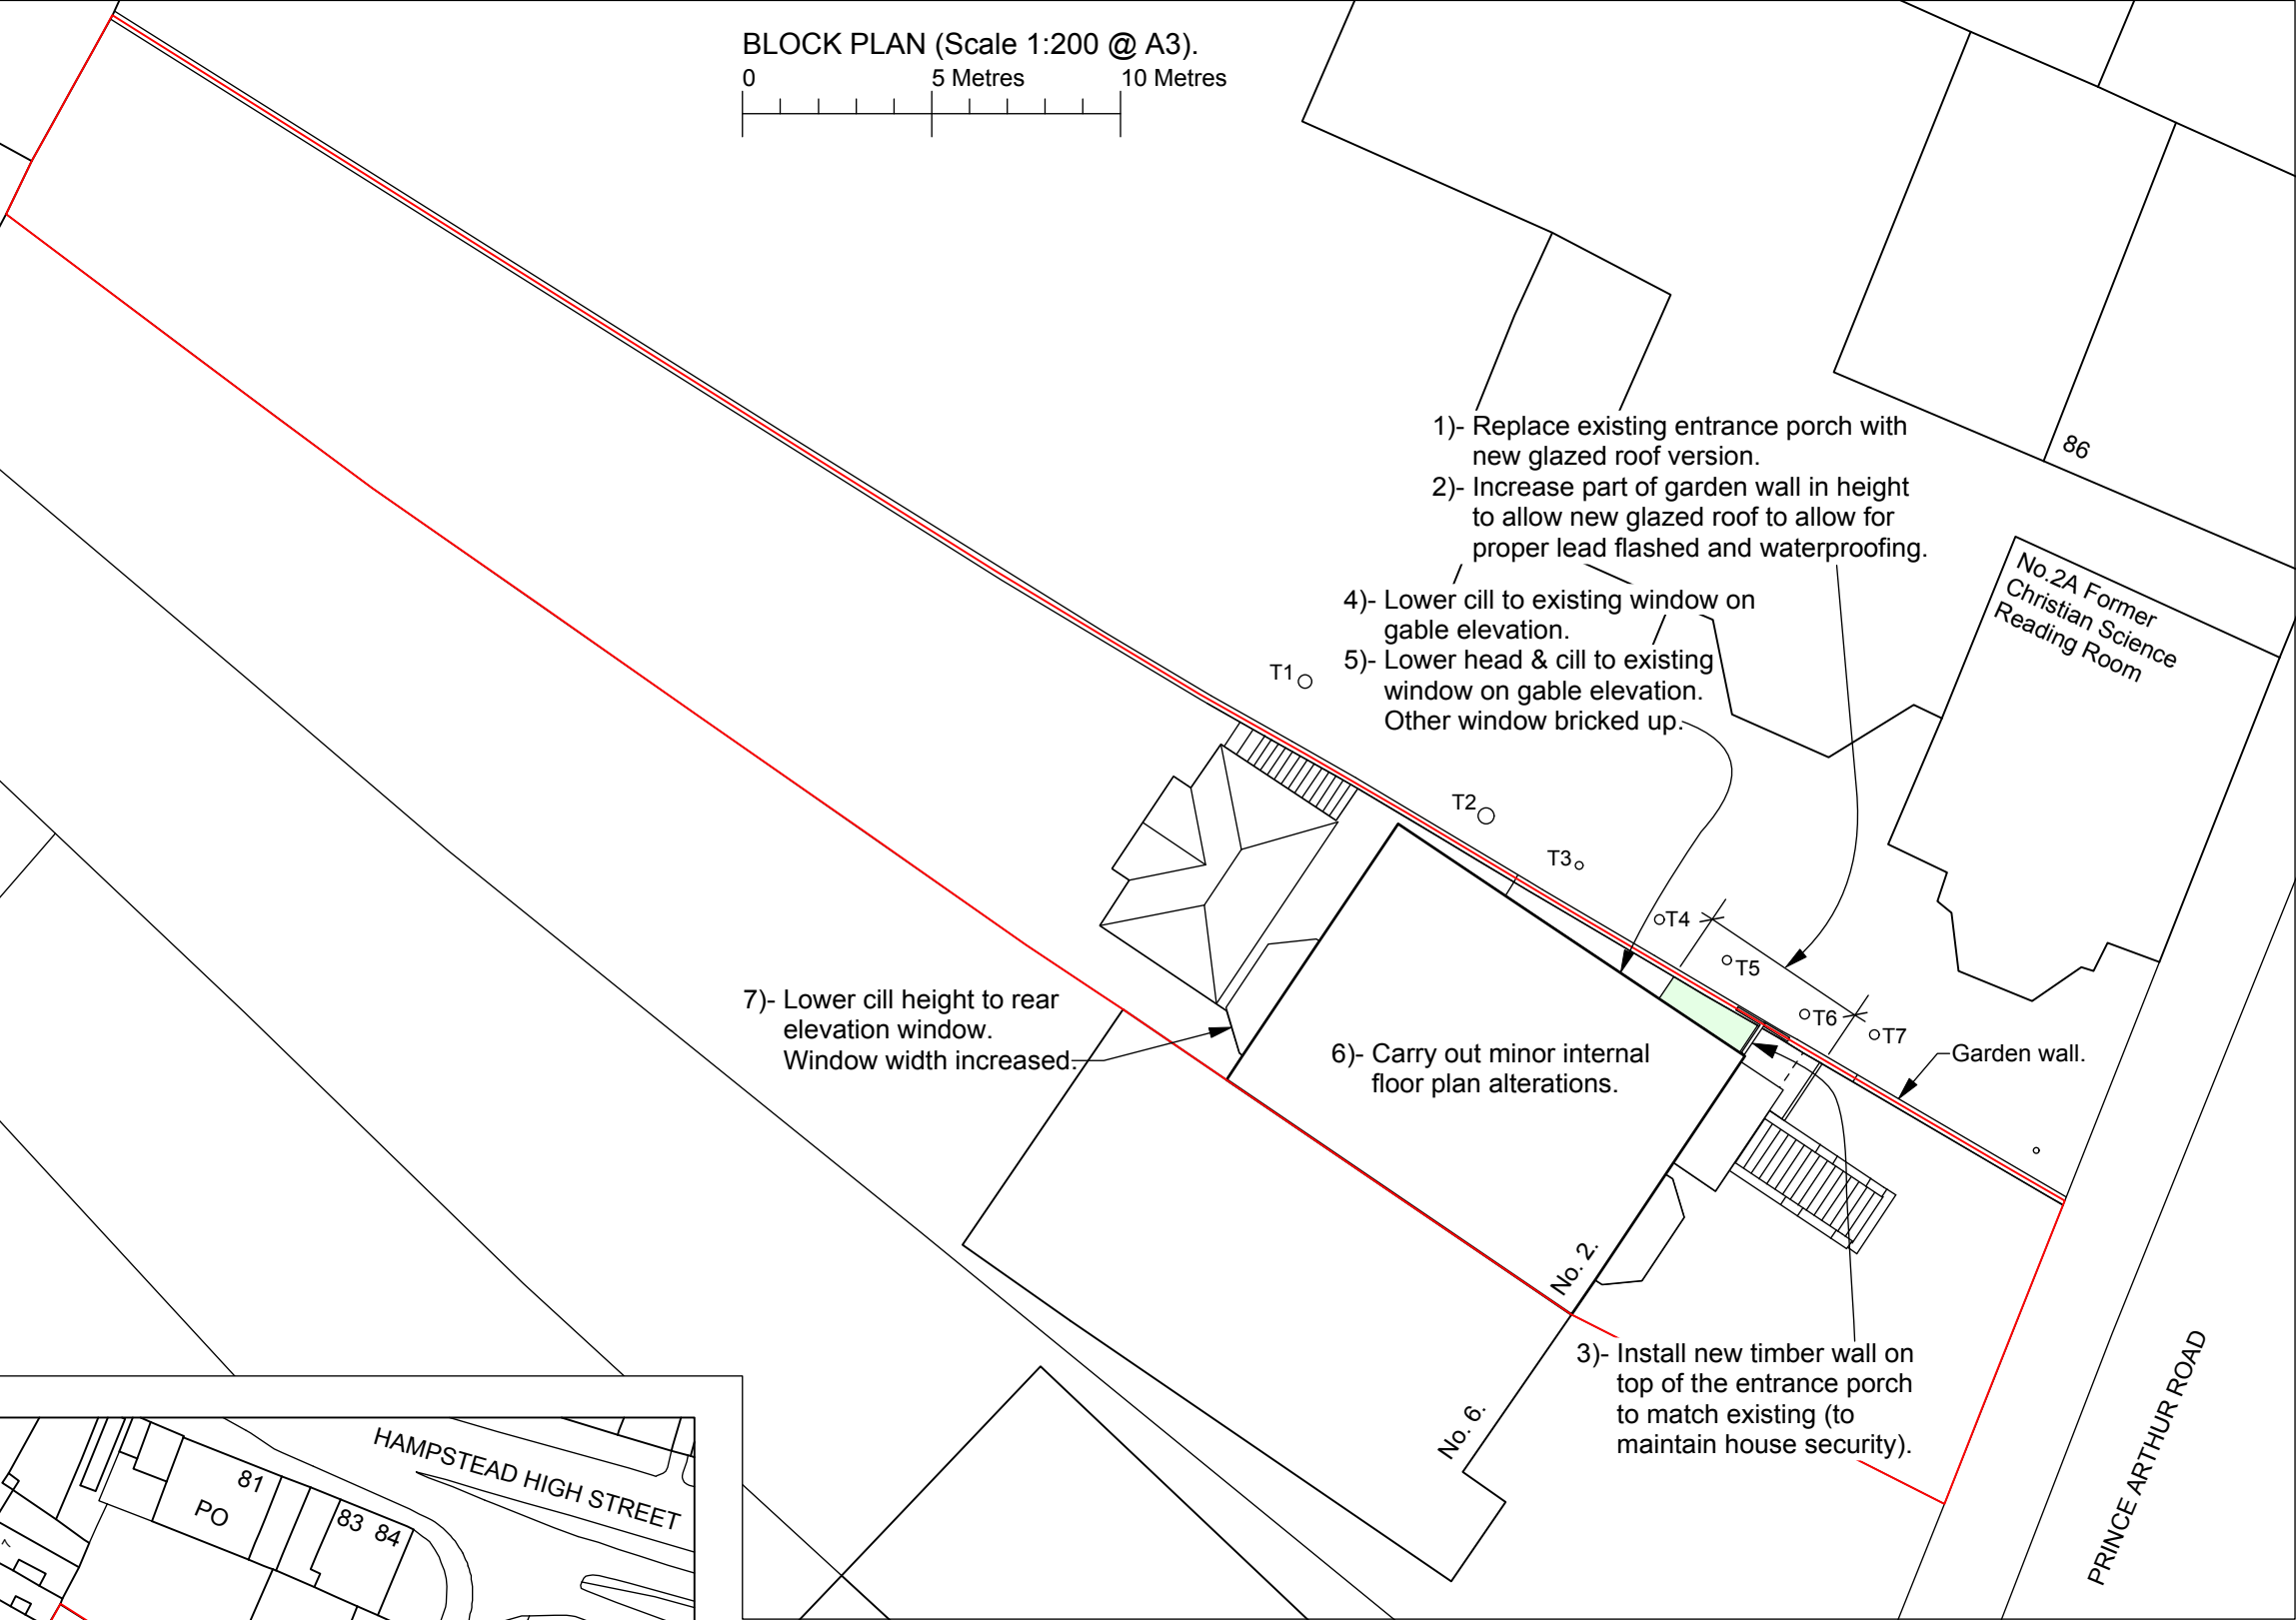 BLOCK PLAN (Scale 1:200 @ A3).
0 5 Metres 10 Metres
1)- Replace existing entrance porch with
new glazed roof version.
2)- Increase part of garden wall in height
to allow new glazed roof to allow for
proper lead flashed and waterproofing.
86
No.2A Former
Christian Science
Reading Room
4)- Lower cill to existing window on
gable elevation.
5)- Lower head & cill to existing
window on gable elevation.
Other window bricked up.
T1
T2
T3
T4
T5
T6
T7
Garden wall.
7)- Lower cill height to rear
elevation window.
Window width increased.
6)- Carry out minor internal
floor plan alterations.
No. 2.
No. 6.
3)- Install new timber wall on
top of the entrance porch
to match existing (to
maintain house security).
PRINCE ARTHUR ROAD
HAMPSTEAD HIGH STREET
81
PO
83 84
7